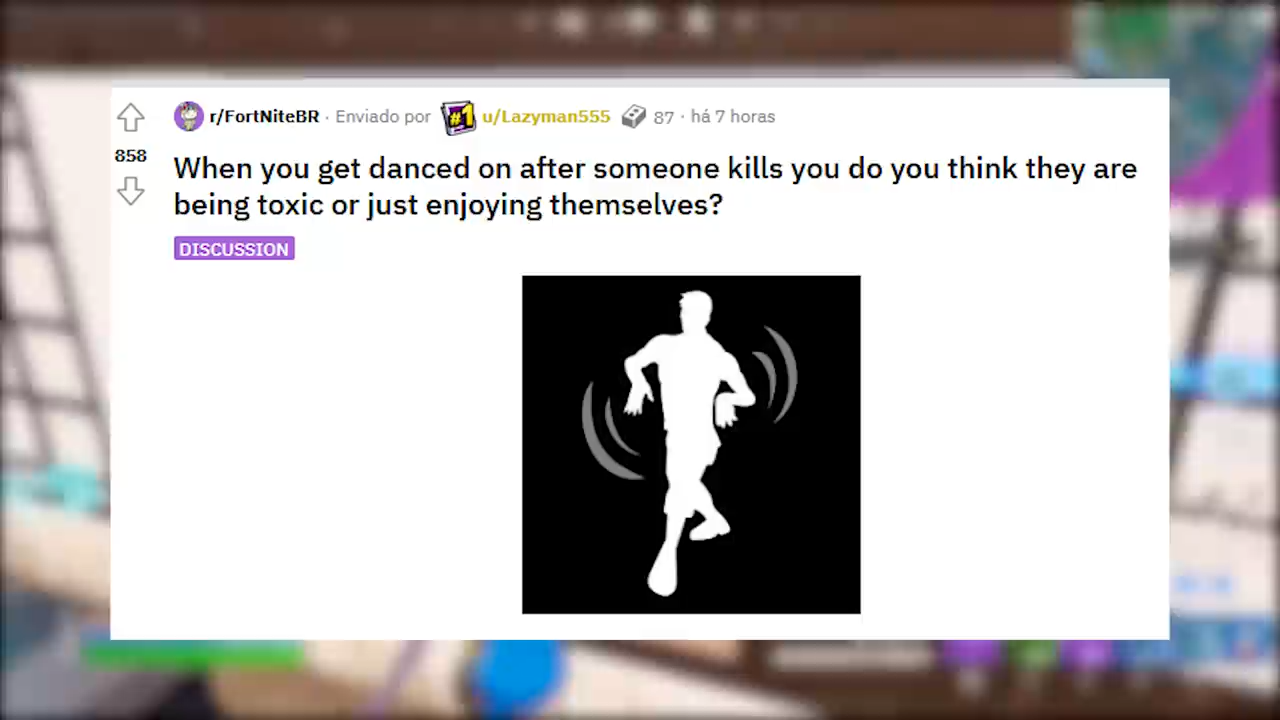 r/FortNiteBR · Enviado por #1 u/Lazyman555 87 · há 7 horas
858
When you get danced on after someone kills you do you think they are
being toxic or just enjoying themselves?
DISCUSSION